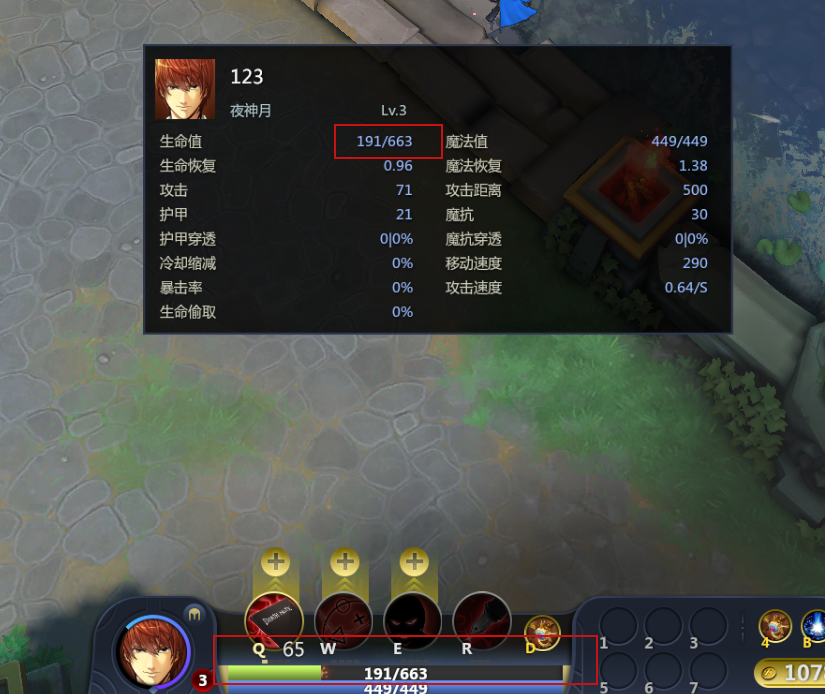 123
夜神月 Lv.3
生命值 191/663 魔法值 449/449
生命恢复 0.96 魔法恢复 1.38
攻击 71 攻击距离 500
护甲 21 魔抗 30
护甲穿透 0|0% 魔抗穿透 0|0%
冷却缩减 0% 移动速度 290
暴击率 0% 攻击速度 0.64/S
生命偷取 0%
DEATH NOTE
M
1 2 3 4 B
Q 65 W E R D
3
191/663
107
449/449
5 6 7